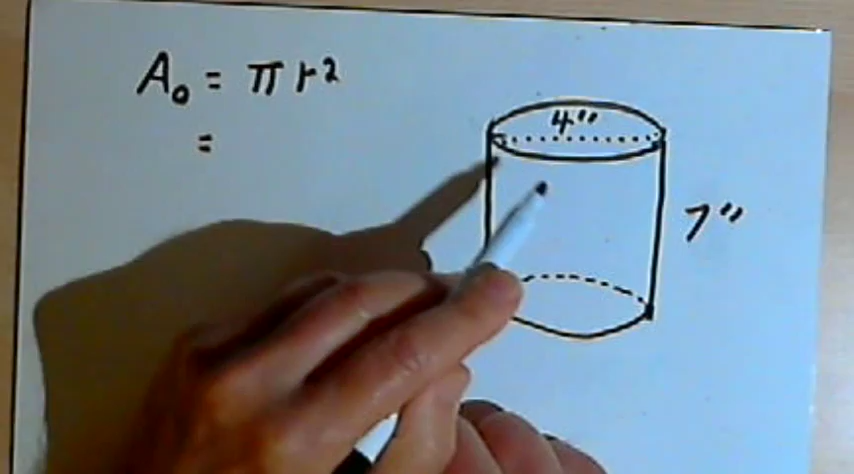 A₀ = πr²
=
4"
7"